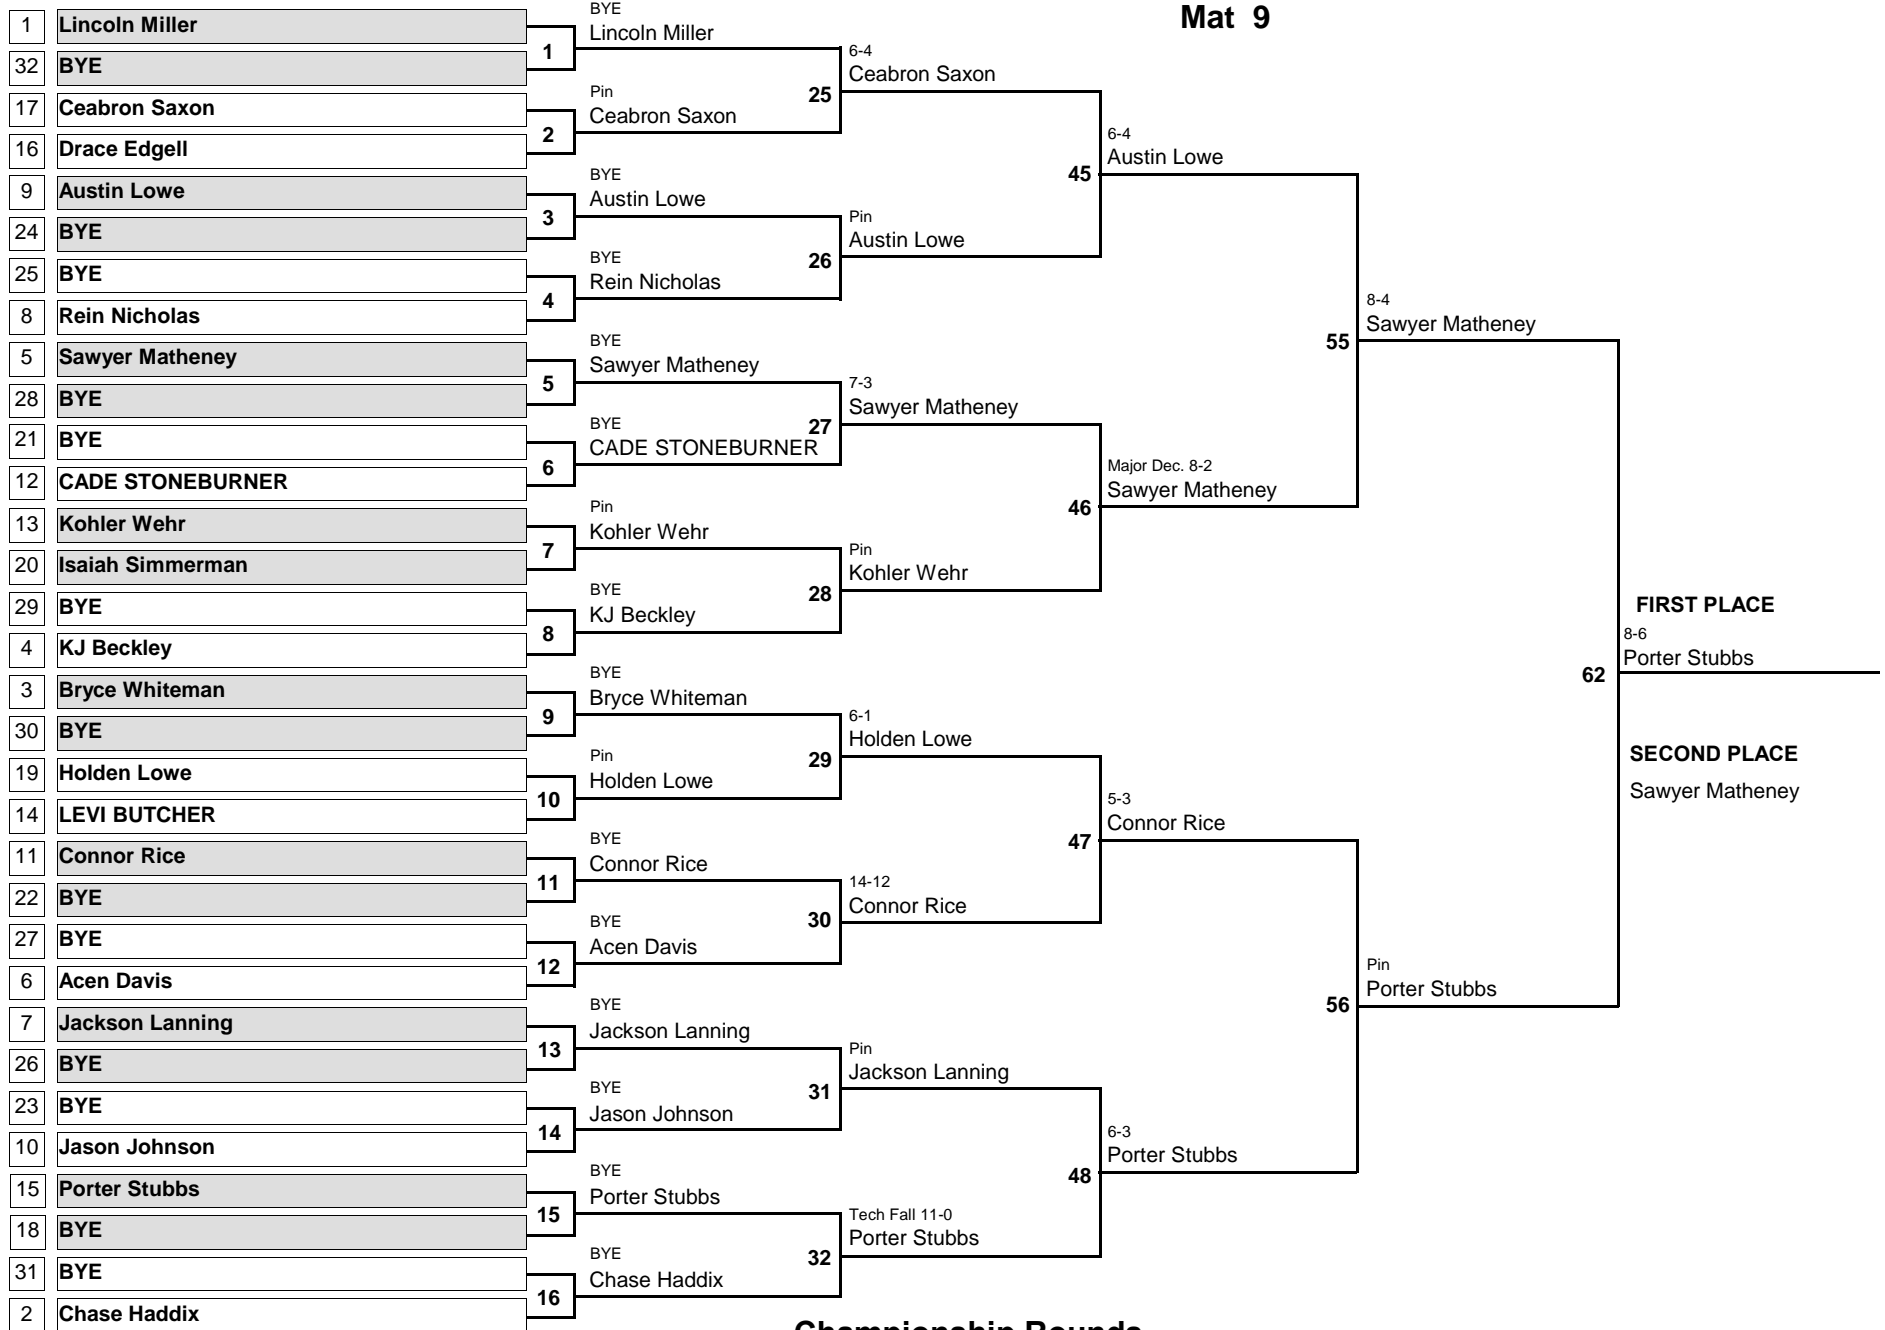 Mat 9
1 Lincoln Miller
32 BYE
17 Ceabron Saxon
16 Drace Edgell
9 Austin Lowe
24 BYE
25 BYE
8 Rein Nicholas
5 Sawyer Matheney
28 BYE
21 BYE
12 CADE STONEBURNER
13 Kohler Wehr
20 Isaiah Simmerman
29 BYE
4 KJ Beckley
3 Bryce Whiteman
30 BYE
19 Holden Lowe
14 LEVI BUTCHER
11 Connor Rice
22 BYE
27 BYE
6 Acen Davis
7 Jackson Lanning
26 BYE
23 BYE
10 Jason Johnson
15 Porter Stubbs
18 BYE
31 BYE
2 Chase Haddix
BYE
1 Lincoln Miller
Pin
2 Ceabron Saxon
BYE
3 Austin Lowe
BYE
4 Rein Nicholas
BYE
5 Sawyer Matheney
BYE
6 CADE STONEBURNER
Pin
7 Kohler Wehr
BYE
8 KJ Beckley
BYE
9 Bryce Whiteman
Pin
10 Holden Lowe
BYE
11 Connor Rice
BYE
12 Acen Davis
BYE
13 Jackson Lanning
BYE
14 Jason Johnson
BYE
15 Porter Stubbs
BYE
16 Chase Haddix
6-4
25 Ceabron Saxon
Pin
26 Austin Lowe
7-3
27 Sawyer Matheney
Pin
28 Kohler Wehr
6-1
29 Holden Lowe
14-12
30 Connor Rice
Pin
31 Jackson Lanning
Tech Fall 11-0
32 Porter Stubbs
6-4
45 Austin Lowe
Major Dec. 8-2
46 Sawyer Matheney
5-3
47 Connor Rice
6-3
48 Porter Stubbs
8-4
55 Sawyer Matheney
Pin
56 Porter Stubbs
FIRST PLACE
8-6
62 Porter Stubbs
SECOND PLACE
Sawyer Matheney
Championship Rounds